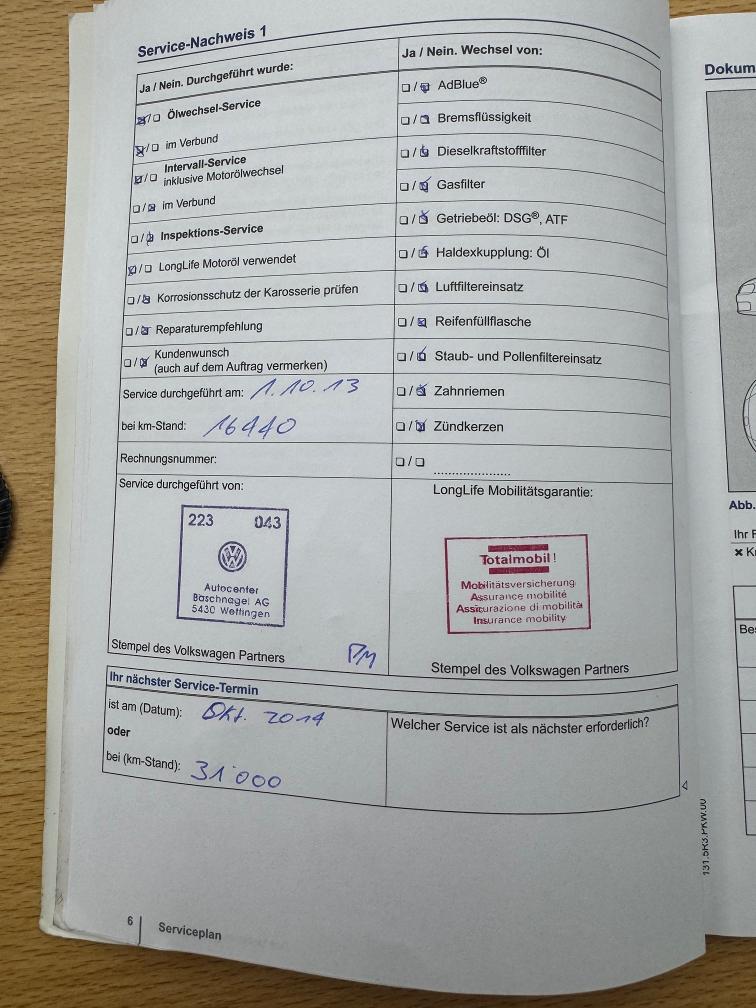 Service-Nachweis 1
Ja / Nein. Durchgeführt wurde:
Ölwechsel-Service
im Verbund
Intervall-Service
inklusive Motorölwechsel
im Verbund
Inspektions-Service
LongLife Motoröl verwendet
Korrosionsschutz der Karosserie prüfen
Reparaturempfehlung
Kundenwunsch
(auch auf dem Auftrag vermerken)
Service durchgeführt am: 1.10.13
bei km-Stand: 16440
Rechnungsnummer:
Service durchgeführt von:
223 043
Autocenter
Baschnagel AG
5430 Wettingen
Stempel des Volkswagen Partners
Ja / Nein. Wechsel von:
AdBlue®
Bremsflüssigkeit
Dieselkraftstofffilter
Gasfilter
Getriebeöl: DSG®, ATF
Haldexkupplung: Öl
Luftfiltereinsatz
Reifenfüllflasche
Staub- und Pollenfiltereinsatz
Zahnriemen
Zündkerzen
....................
LongLife Mobilitätsgarantie:
Totalmobil!
Mobilitätsversicherung
Assurance mobilité
Assicurazione di mobilità
Insurance mobility
Stempel des Volkswagen Partners
Ihr nächster Service-Termin
ist am (Datum): Okt. 2014
oder
bei (km-Stand): 31'000
Welcher Service ist als nächster erforderlich?
6 Serviceplan
Dokum
Abb.
Ihr F
Bes